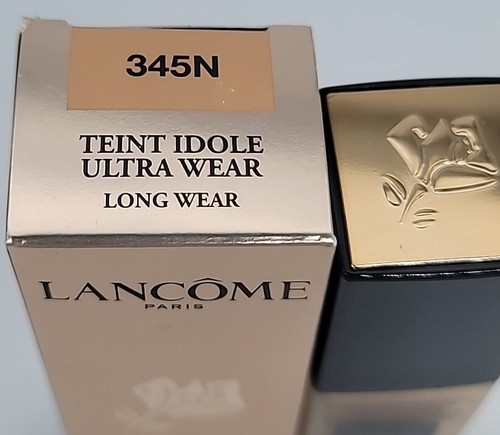 345N
TEINT IDOLE
ULTRA WEAR
LONG WEAR
LANCÔME
PARIS